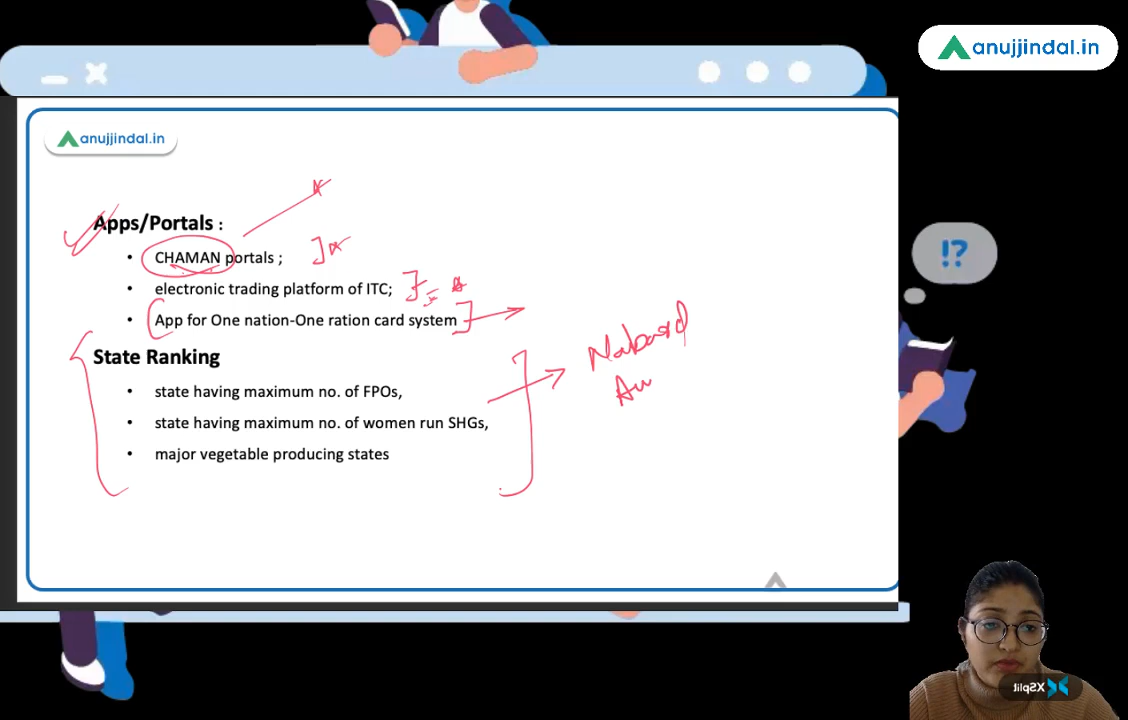 anujjindal.in
anujjindal.in
Apps/Portals :
• CHAMAN portals ;
• electronic trading platform of ITC;
• App for One nation-One ration card system
State Ranking
• state having maximum no. of FPOs,
• state having maximum no. of women run SHGs,
• major vegetable producing states
Nabard
!?
XSplit